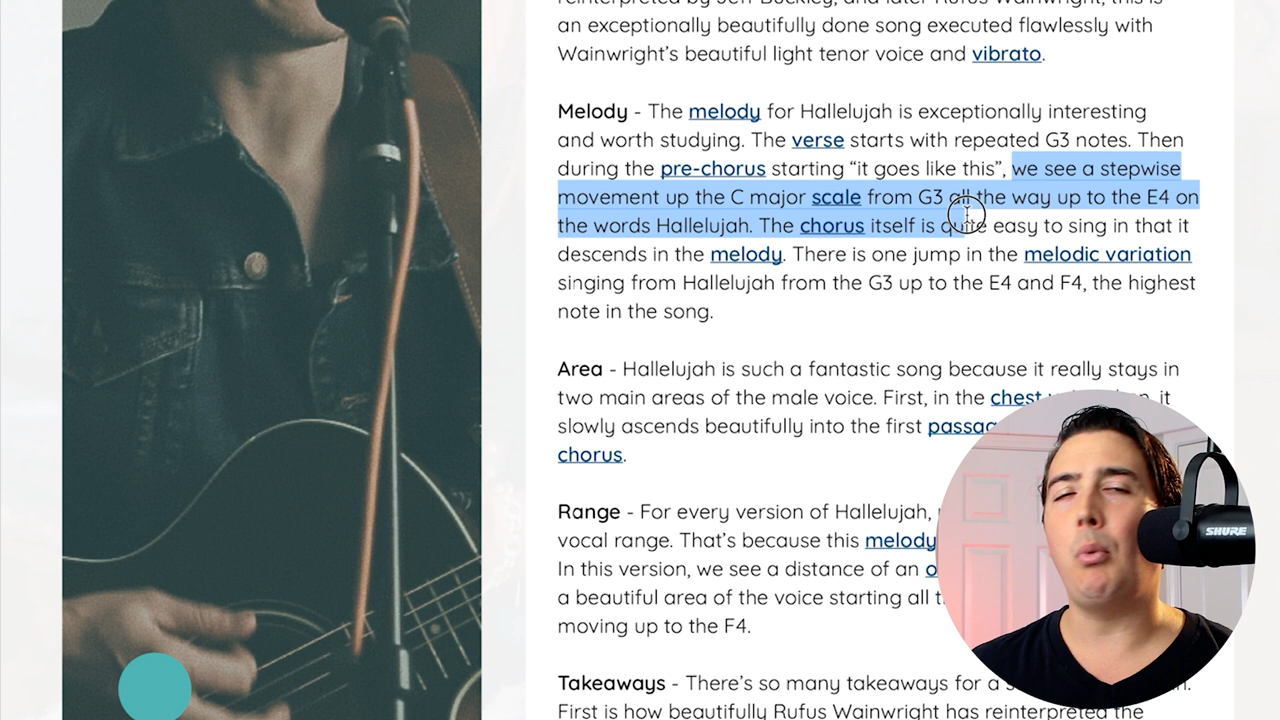 reinterpreted by Jeff Buckley, and later Rufus Wainwright, this is
an exceptionally beautifully done song executed flawlessly with
Wainwright's beautiful light tenor voice and vibrato.
Melody - The melody for Hallelujah is exceptionally interesting
and worth studying. The verse starts with repeated G3 notes. Then
during the pre-chorus starting “it goes like this”, we see a stepwise
movement up the C major scale from G3 all the way up to the E4 on
the words Hallelujah. The chorus itself is quite easy to sing in that it
descends in the melody. There is one jump in the melodic variation
singing from Hallelujah from the G3 up to the E4 and F4, the highest
note in the song.
Area - Hallelujah is such a fantastic song because it really stays in
two main areas of the male voice. First, in the chest it
slowly ascends beautifully into the first
chorus.
Range - For every version of Hallelujah,
vocal range. That's because this melody
In this version, we see a distance of an
a beautiful area of the voice starting all
moving up to the F4.
Takeaways - There's so many takeaways for a
First is how beautifully Rufus Wainwright has reinterpreted the
SHURE